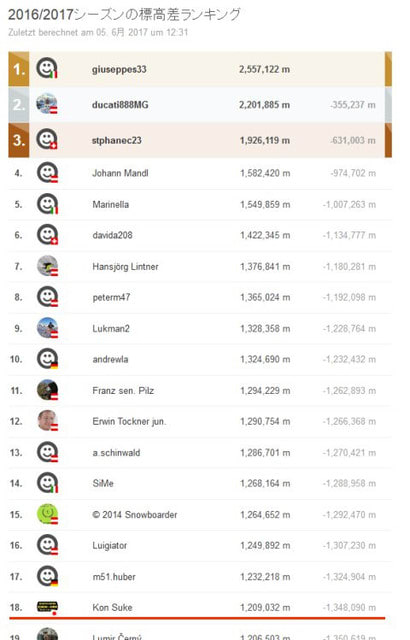 2016/2017シーズンの標高差ランキング
Zuletzt berechnet am 05. 6月 2017 um 12:31
1. giuseppes33 2,557,122 m
2. ducati888MG 2,201,885 m -355,237 m
3. stphanec23 1,926,119 m -631,003 m
4. Johann Mandl 1,582,420 m -974,702 m
5. Marinella 1,549,859 m -1,007,263 m
6. davida208 1,422,345 m -1,134,777 m
7. Hansjörg Lintner 1,376,841 m -1,180,281 m
8. peterm47 1,365,024 m -1,192,098 m
9. Lukman2 1,328,358 m -1,228,764 m
10. andrewla 1,324,690 m -1,232,432 m
11. Franz sen. Pilz 1,294,229 m -1,262,893 m
12. Erwin Tockner jun. 1,290,754 m -1,266,368 m
13. a.schinwald 1,286,701 m -1,270,421 m
14. SiMe 1,268,164 m -1,288,958 m
15. © 2014 Snowboarder 1,264,652 m -1,292,470 m
16. Luigiator 1,249,892 m -1,307,230 m
17. m51.huber 1,232,218 m -1,324,904 m
18. Kon Suke 1,209,032 m -1,348,090 m
19. Lumir Černý 1,206,503 m -1,350,619 m